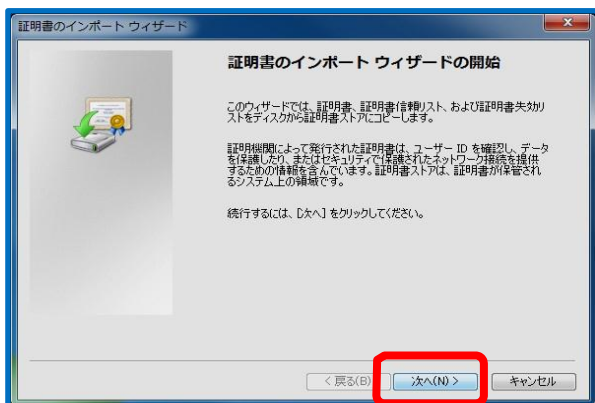 証明書のインポート ウィザード
証明書のインポート ウィザードの開始
このウィザードでは、証明書、証明書信頼リスト、および証明書失効リ
ストをディスクから証明書ストアにコピーします。
証明機関によって発行された証明書は、ユーザー ID を確認し、データ
を保護したり、またはセキュリティで保護されたネットワーク接続を提供
するための情報を含んでいます。証明書ストアは、証明書が保管され
るシステム上の領域です。
続行するには、[次へ] をクリックしてください。
< 戻る(B)
次へ(N) >
キャンセル